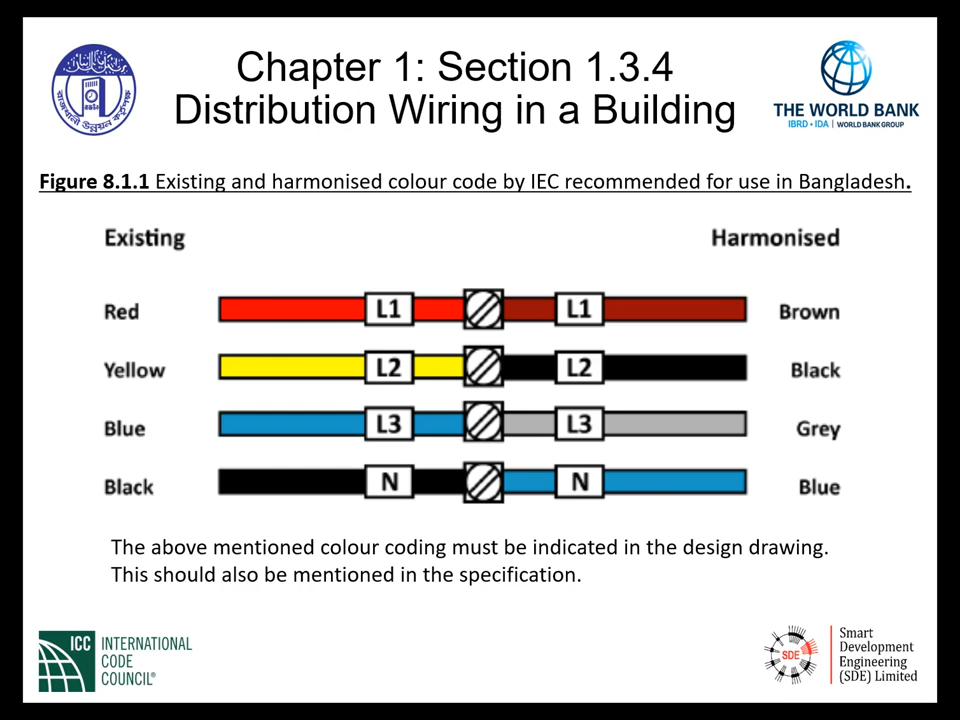 Chapter 1: Section 1.3.4
Distribution Wiring in a Building
THE WORLD BANK
IBRD • IDA | WORLD BANK GROUP
Figure 8.1.1 Existing and harmonised colour code by IEC recommended for use in Bangladesh.
Existing Harmonised
Red L1 L1 Brown
Yellow L2 L2 Black
Blue L3 L3 Grey
Black N N Blue
The above mentioned colour coding must be indicated in the design drawing.
This should also be mentioned in the specification.
ICC INTERNATIONAL
CODE
COUNCIL®
SDE
Smart
Development
Engineering
(SDE) Limited